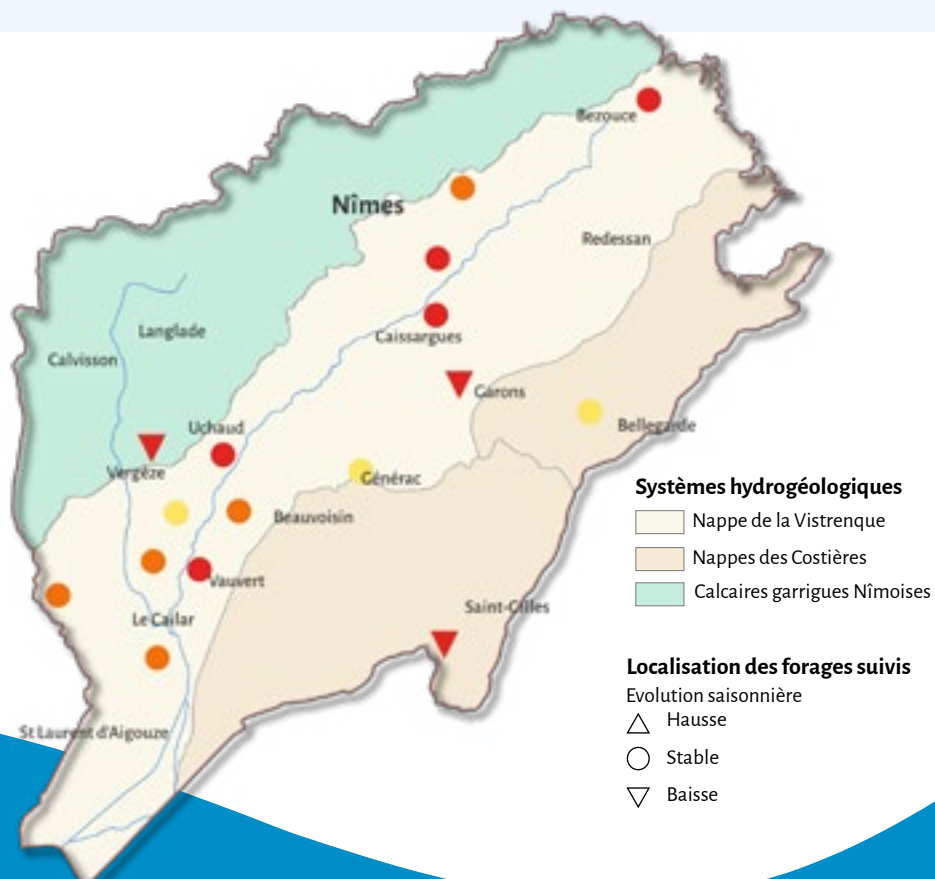 Bezouce
Nîmes
Redessan
Langlade
Caissargues
Calvisson
Garons
Bellegarde
Uchaud
Vergèze
Générac
Beauvoisin
Vauvert
Saint-Gilles
Le Cailar
St Laurent d'Aigouze
Systèmes hydrogéologiques
Nappe de la Vistrenque
Nappes des Costières
Calcaires garrigues Nîmoises
Localisation des forages suivis
Evolution saisonnière
Hausse
Stable
Baisse